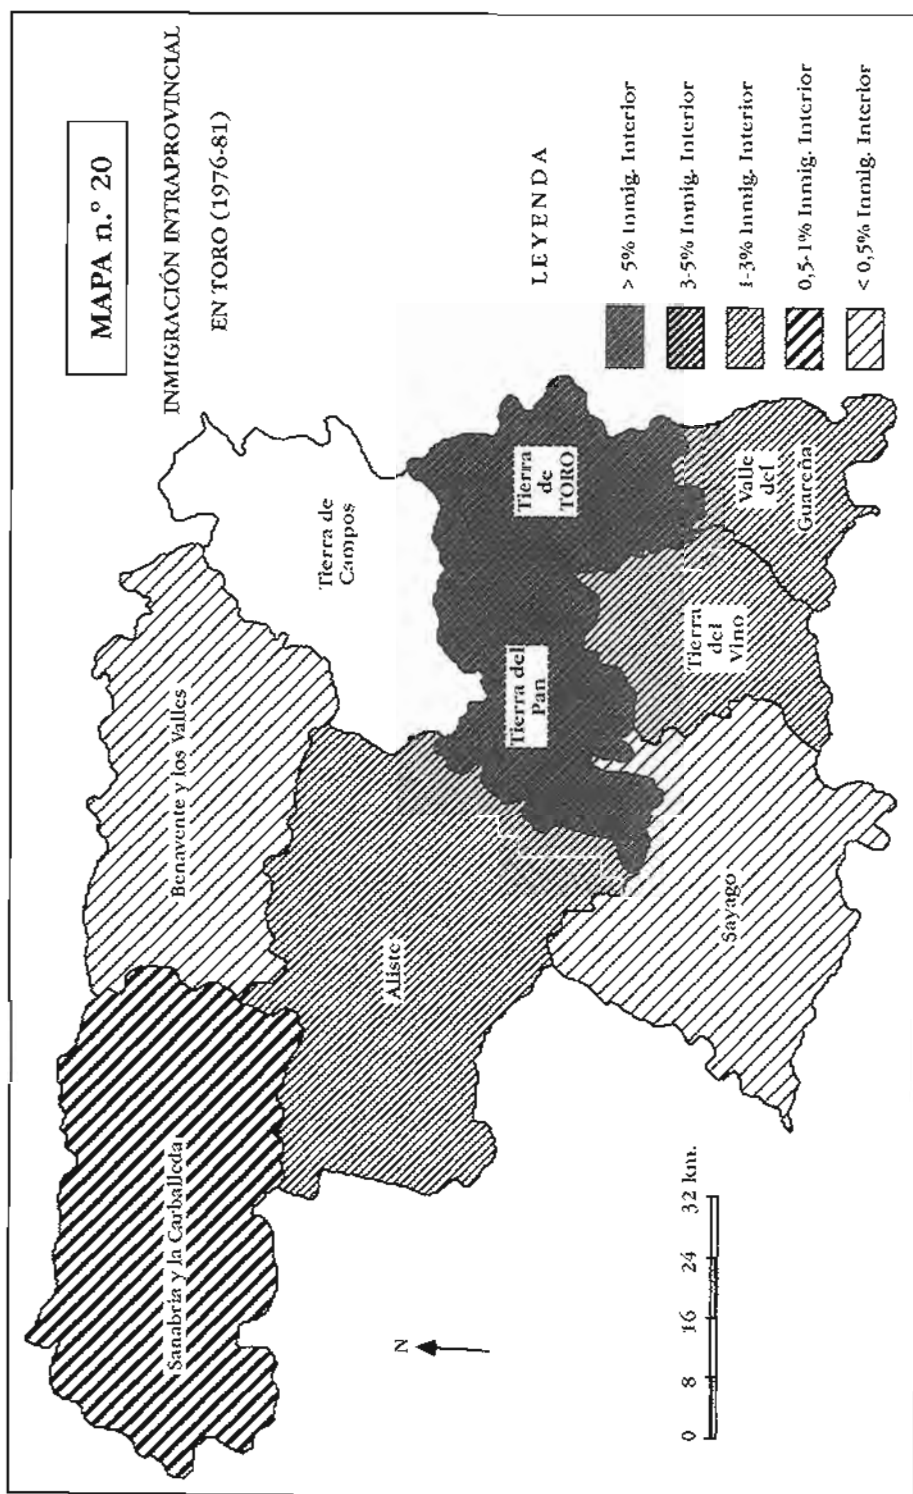 MAPA n.° 20
INMIGRACIÓN INTRAPROVINCIAL
EN TORO (1976-81)
Sanabria y la Carballeda
Benavente y los Valles
Tierra de
Campos
Aliste
Tierra del
Pan
Tierra
de
TORO
Sayago
Tierra
del
Vino
Valle
del
Guareña
LEYENDA
> 5% Inmig. Interior
3-5% Inmig. Interior
1-3% Inmig. Interior
0,5-1% Inmig. Interior
< 0,5% Inmig. Interior
N
0 8 16 24 32 km.